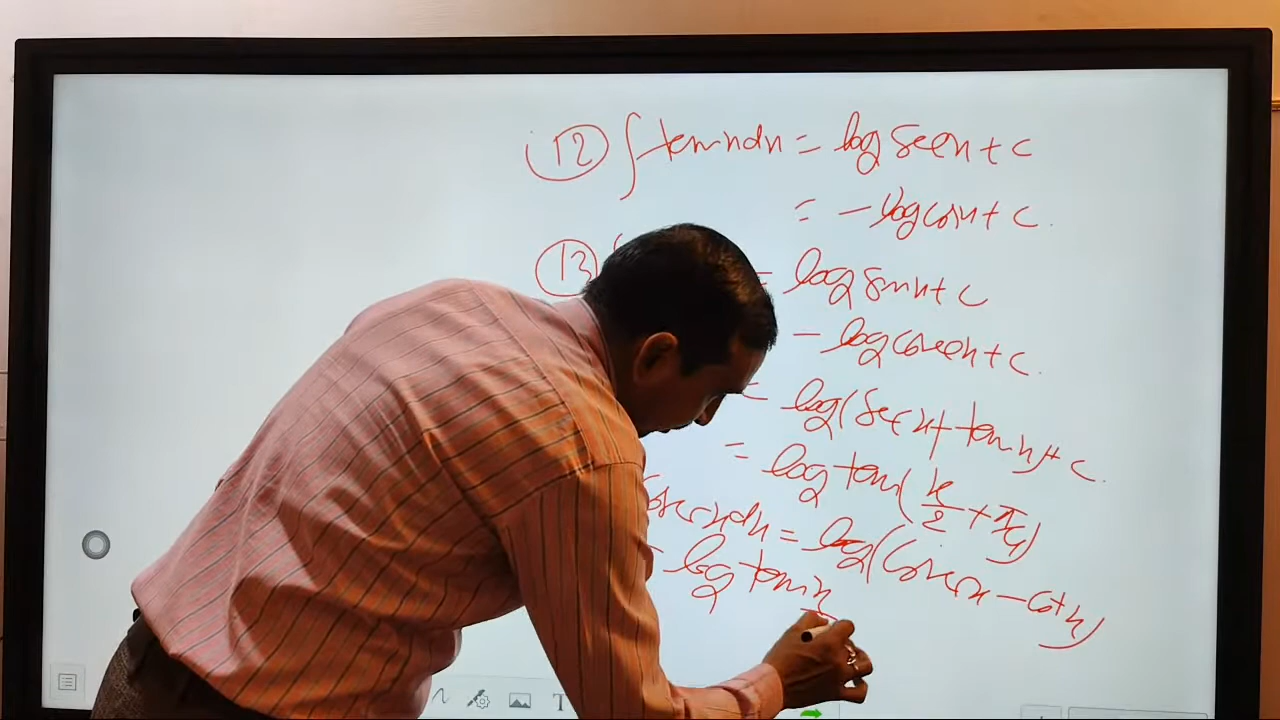 12 ∫ tan x dx = log sec x + c
= - log cos x + c.
13 = log sin x + c
- log cosec x + c.
= log(sec x + tan x) + c.
= log tan(x/2 + π/4)
cosec x dx = log(cosec x - cot x)
= log tan x
T